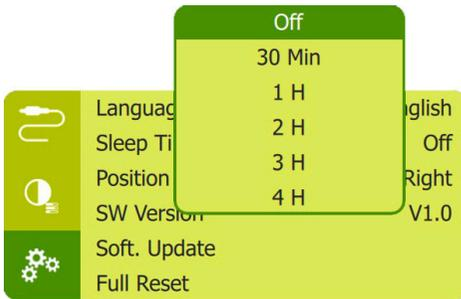 Off
30 Min
1 H
2 H
3 H
4 H
Languag nglish
Sleep Ti Off
Position Right
SW Version V1.0
Soft. Update
Full Reset